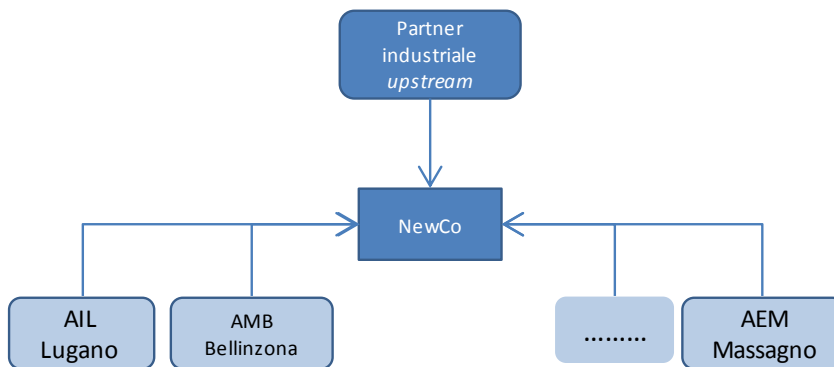 Partner
industriale
upstream
NewCo
AIL
Lugano
AMB
Bellinzona
.........
AEM
Massagno